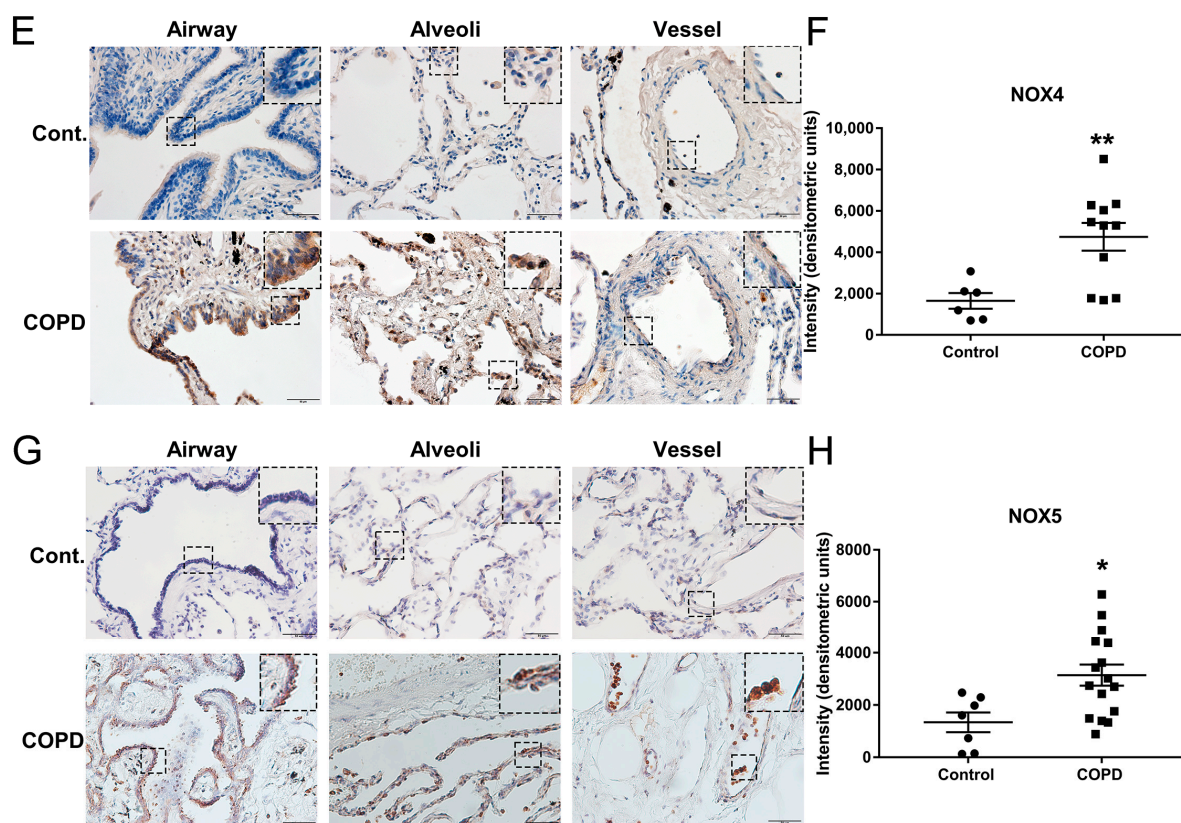 E
Airway
Alveoli
Vessel
Cont.
COPD
F
NOX4
Intensity (densitometric units)
10,000
8,000
6,000
4,000
2,000
0
**
Control
COPD
G
Airway
Alveoli
Vessel
Cont.
COPD
H
NOX5
Intensity (densitometric units)
8000
6000
4000
2000
0
*
Control
COPD